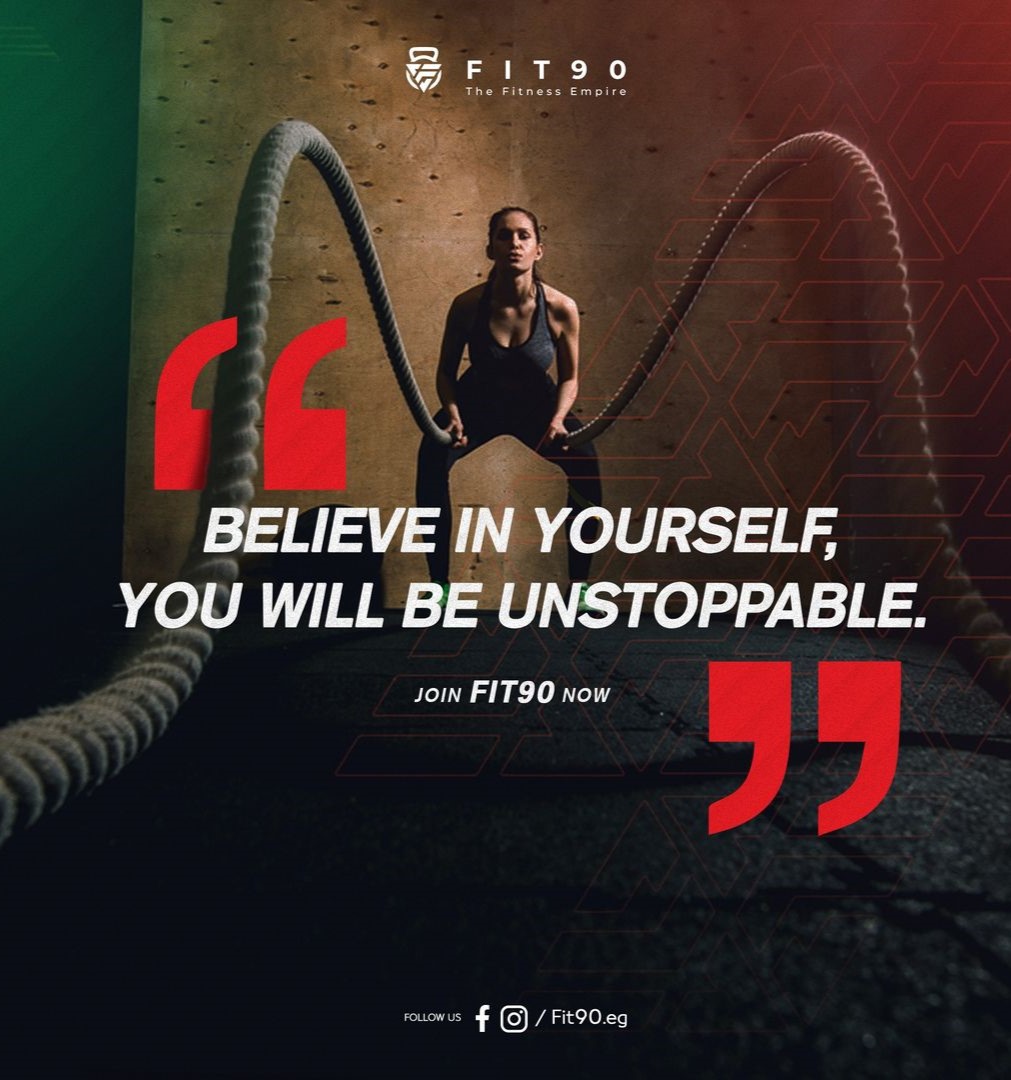 FIT90
The Fitness Empire
“
BELIEVE IN YOURSELF,
YOU WILL BE UNSTOPPABLE.
JOIN FIT90 NOW
”
FOLLOW US / Fit90.eg